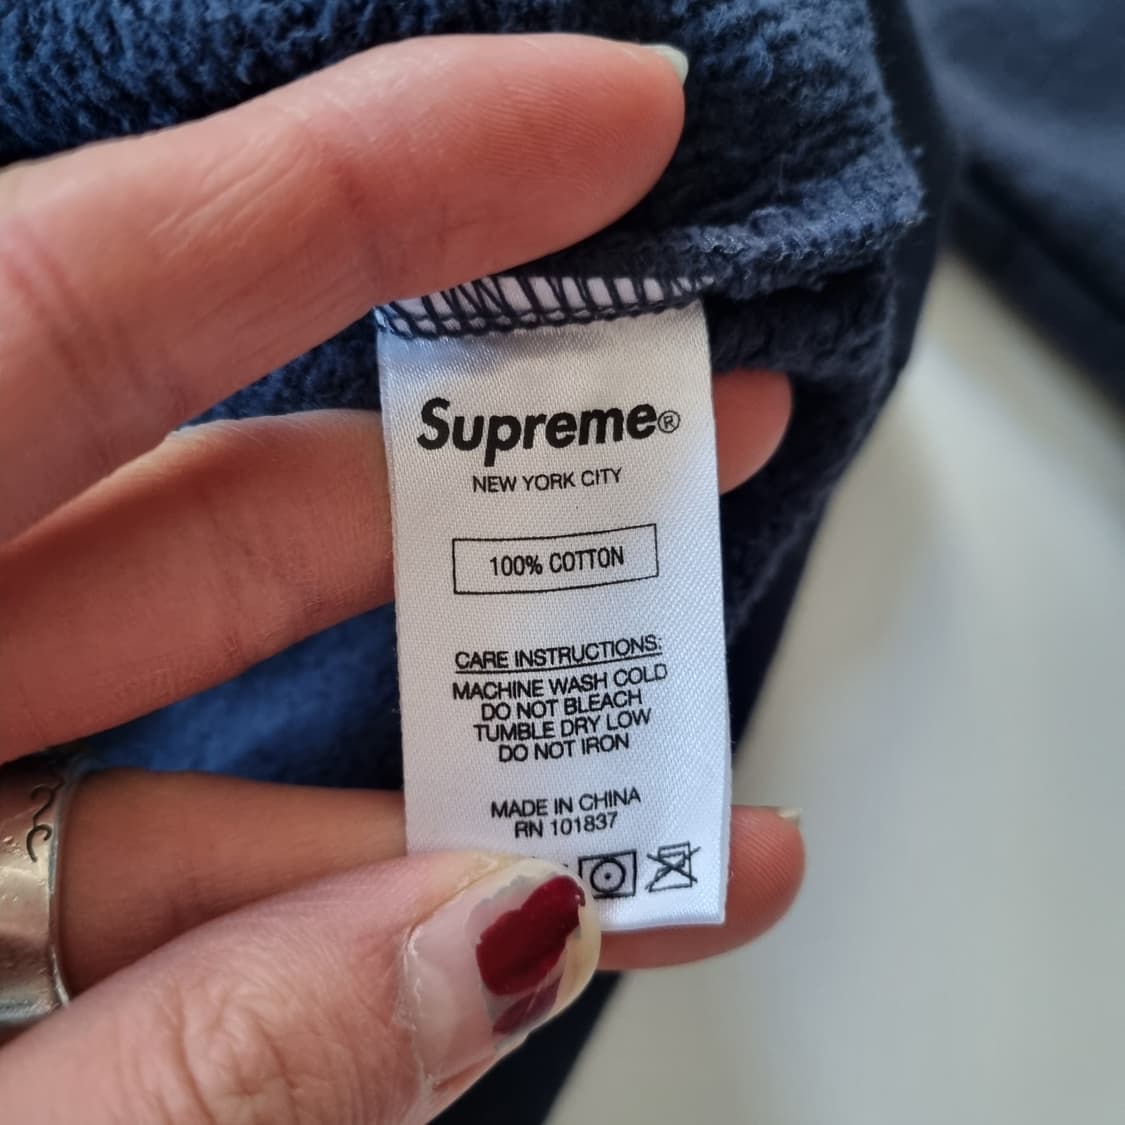 Supreme®
NEW YORK CITY
100% COTTON
CARE INSTRUCTIONS:
MACHINE WASH COLD
DO NOT BLEACH
TUMBLE DRY LOW
DO NOT IRON
MADE IN CHINA
RN 101837